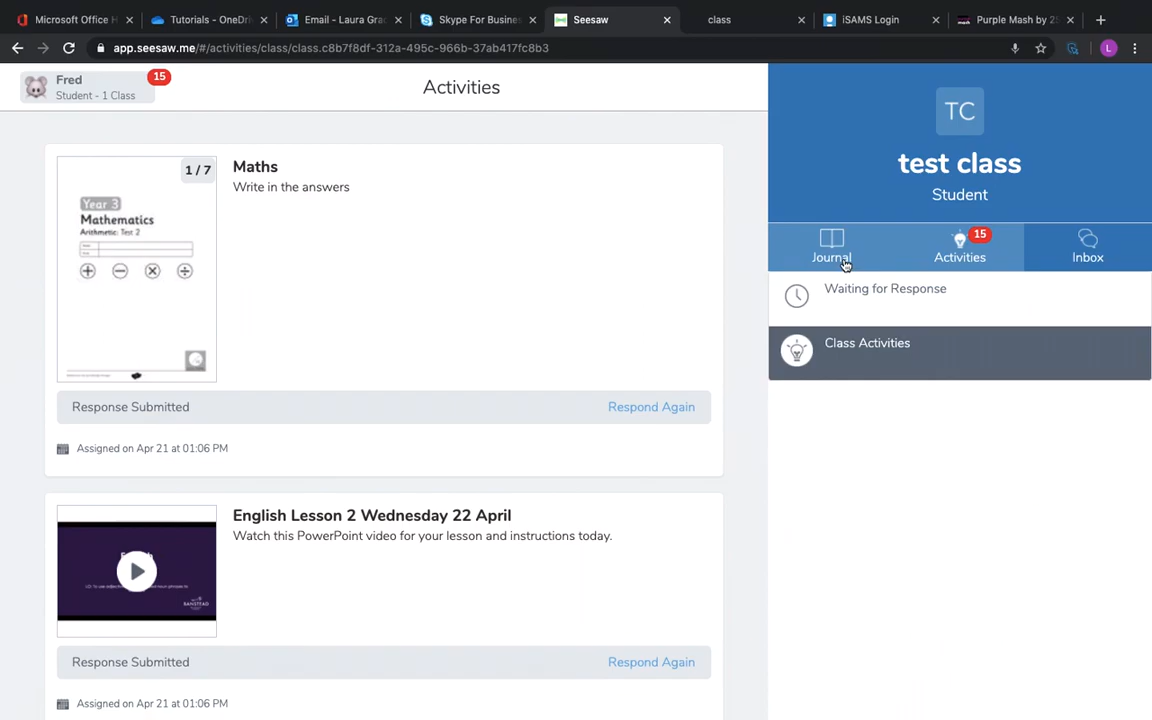 Microsoft Office H
Tutorials - OneDri
Email - Laura Grac
Skype For Busines
Seesaw
class
iSAMS Login
Purple Mash by 2S
app.seesaw.me/#/activities/class/class.c8b7f8df-312a-495c-966b-37ab417fc8b3
L
Fred
Student - 1 Class
15
Activities
TC
test class
Student
Journal
Activities
15
Inbox
Waiting for Response
Class Activities
1 / 7
Year 3
Mathematics
Arithmetic: Test 2
Maths
Write in the answers
Response Submitted
Respond Again
Assigned on Apr 21 at 01:06 PM
English Lesson 2 Wednesday 22 April
Watch this PowerPoint video for your lesson and instructions today.
BANSTEAD
Response Submitted
Respond Again
Assigned on Apr 21 at 01:06 PM